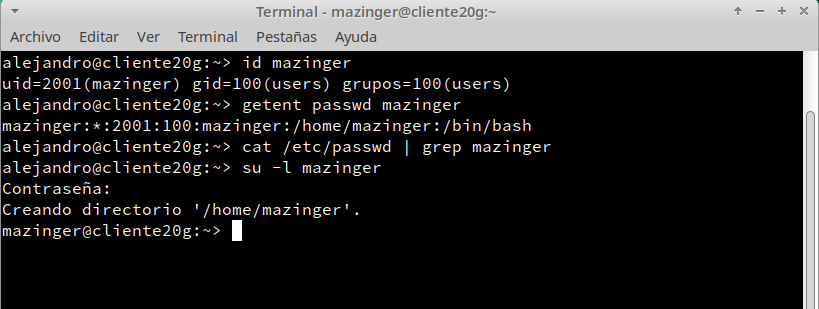 Terminal - mazinger@cliente20g:~
Archivo Editar Ver Terminal Pestañas Ayuda
alejandro@cliente20g:~> id mazinger
uid=2001(mazinger) gid=100(users) grupos=100(users)
alejandro@cliente20g:~> getent passwd mazinger
mazinger:*:2001:100:mazinger:/home/mazinger:/bin/bash
alejandro@cliente20g:~> cat /etc/passwd | grep mazinger
alejandro@cliente20g:~> su -l mazinger
Contraseña:
Creando directorio '/home/mazinger'.
mazinger@cliente20g:~>